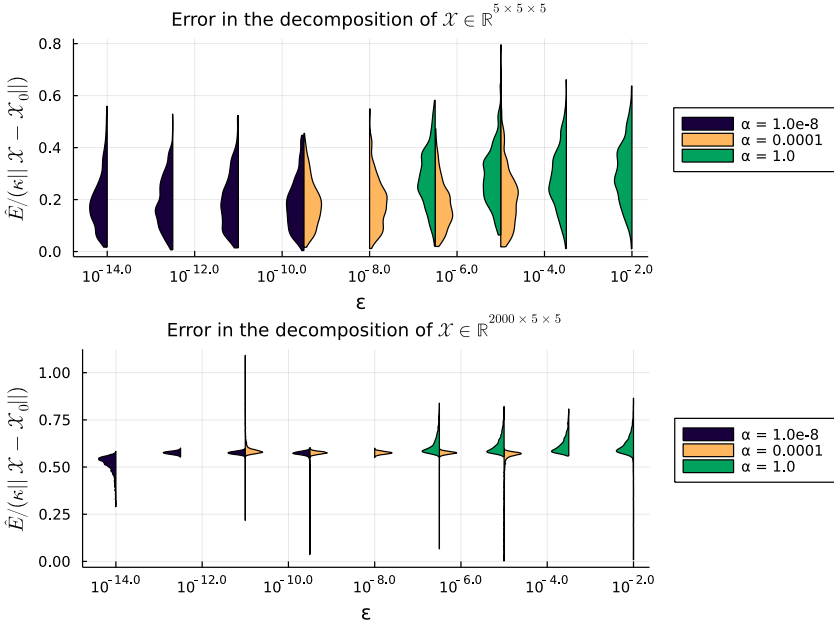 Error in the decomposition of 𝒳 ∈ ℝ^{5 × 5 × 5}
Ê/(κ|| 𝒳 − 𝒳₀||)
0.8
0.6
0.4
0.2
0.0
10^{-14.0} 10^{-12.0} 10^{-10.0} 10^{-8.0} 10^{-6.0} 10^{-4.0} 10^{-2.0}
ε
α = 1.0e-8
α = 0.0001
α = 1.0
Error in the decomposition of 𝒳 ∈ ℝ^{2000 × 5 × 5}
Ê/(κ|| 𝒳 − 𝒳₀||)
1.00
0.75
0.50
0.25
0.00
10^{-14.0} 10^{-12.0} 10^{-10.0} 10^{-8.0} 10^{-6.0} 10^{-4.0} 10^{-2.0}
ε
α = 1.0e-8
α = 0.0001
α = 1.0